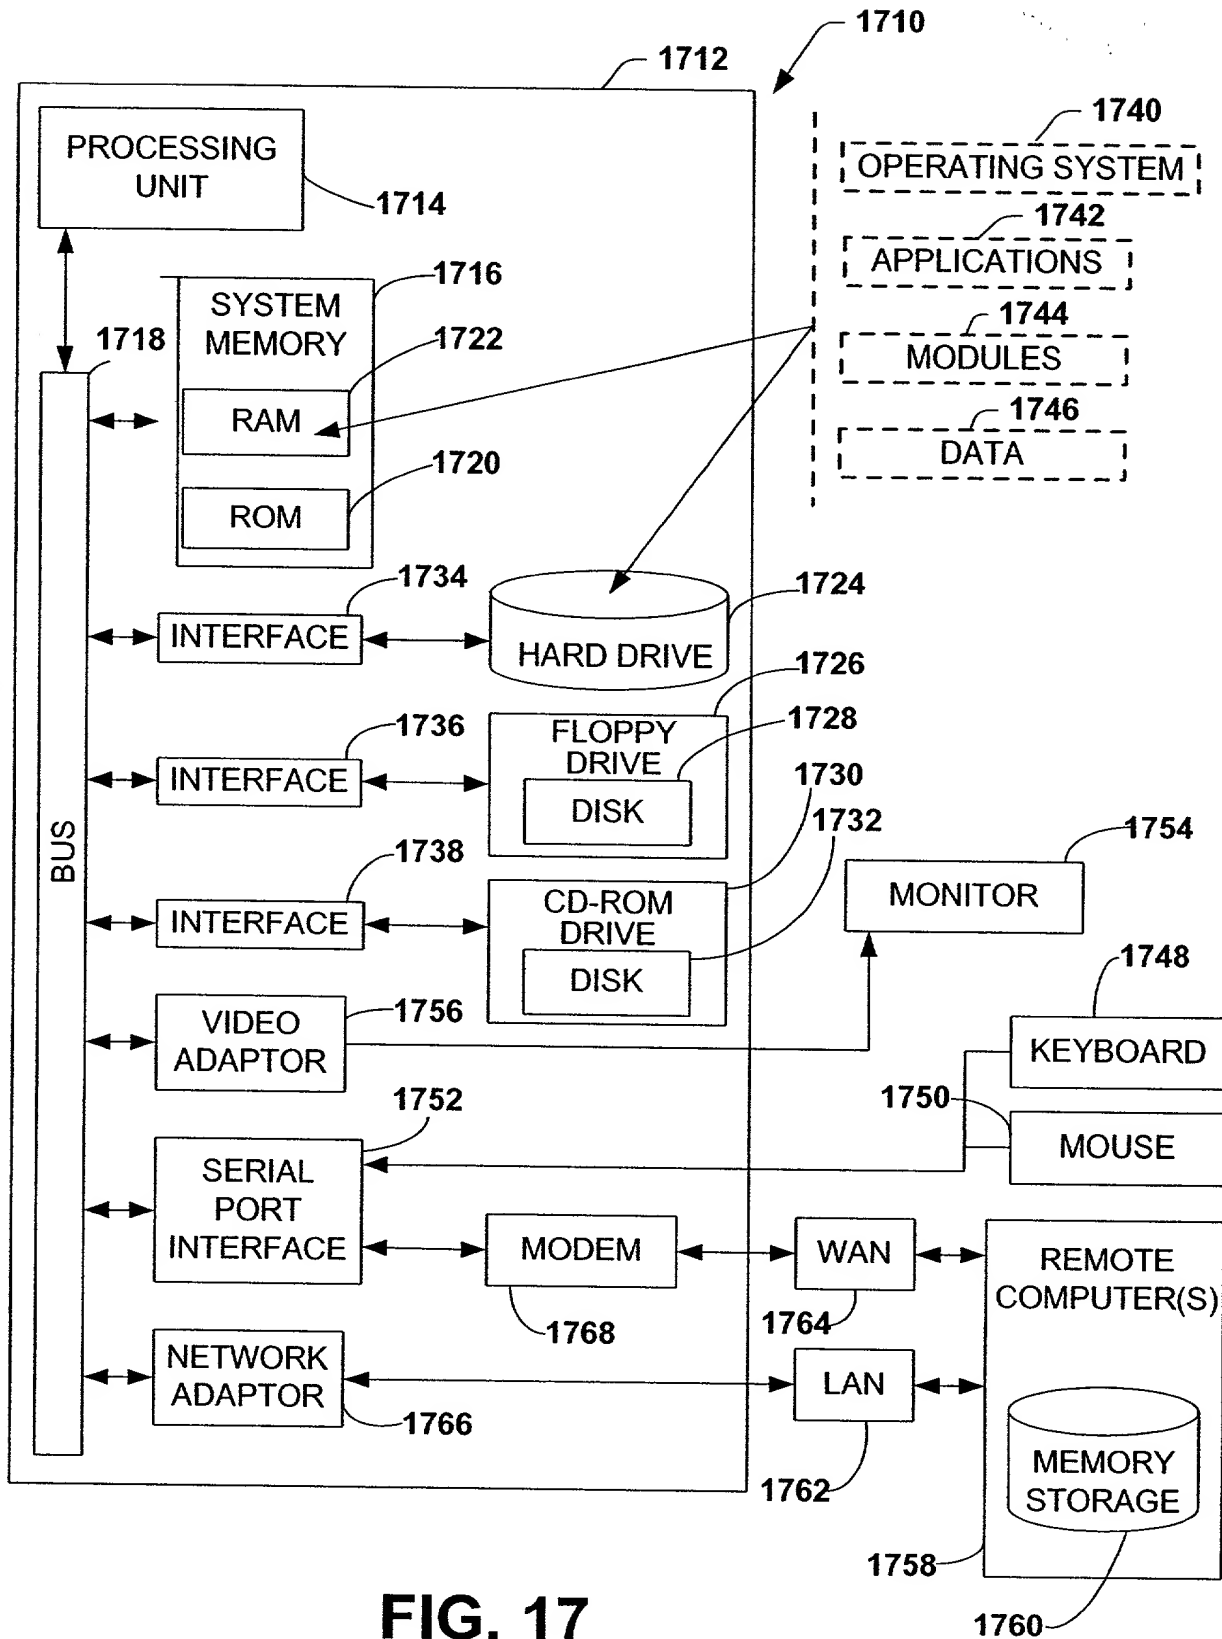 1710
1712
1740
OPERATING SYSTEM
PROCESSING
UNIT
1714
1742
APPLICATIONS
1716
SYSTEM
MEMORY
1718
1722
1744
MODULES
RAM
1746
DATA
1720
ROM
1734
1724
INTERFACE
HARD DRIVE
1726
1736
FLOPPY
DRIVE
1728
INTERFACE
DISK
1730
1732
1754
BUS
1738
MONITOR
INTERFACE
CD-ROM
DRIVE
DISK
1748
1756
VIDEO
ADAPTOR
KEYBOARD
1752
1750
MOUSE
SERIAL
PORT
INTERFACE
MODEM
WAN
REMOTE
COMPUTER(S)
1768
1764
NETWORK
ADAPTOR
LAN
1766
MEMORY
STORAGE
1762
1758
1760
FIG. 17